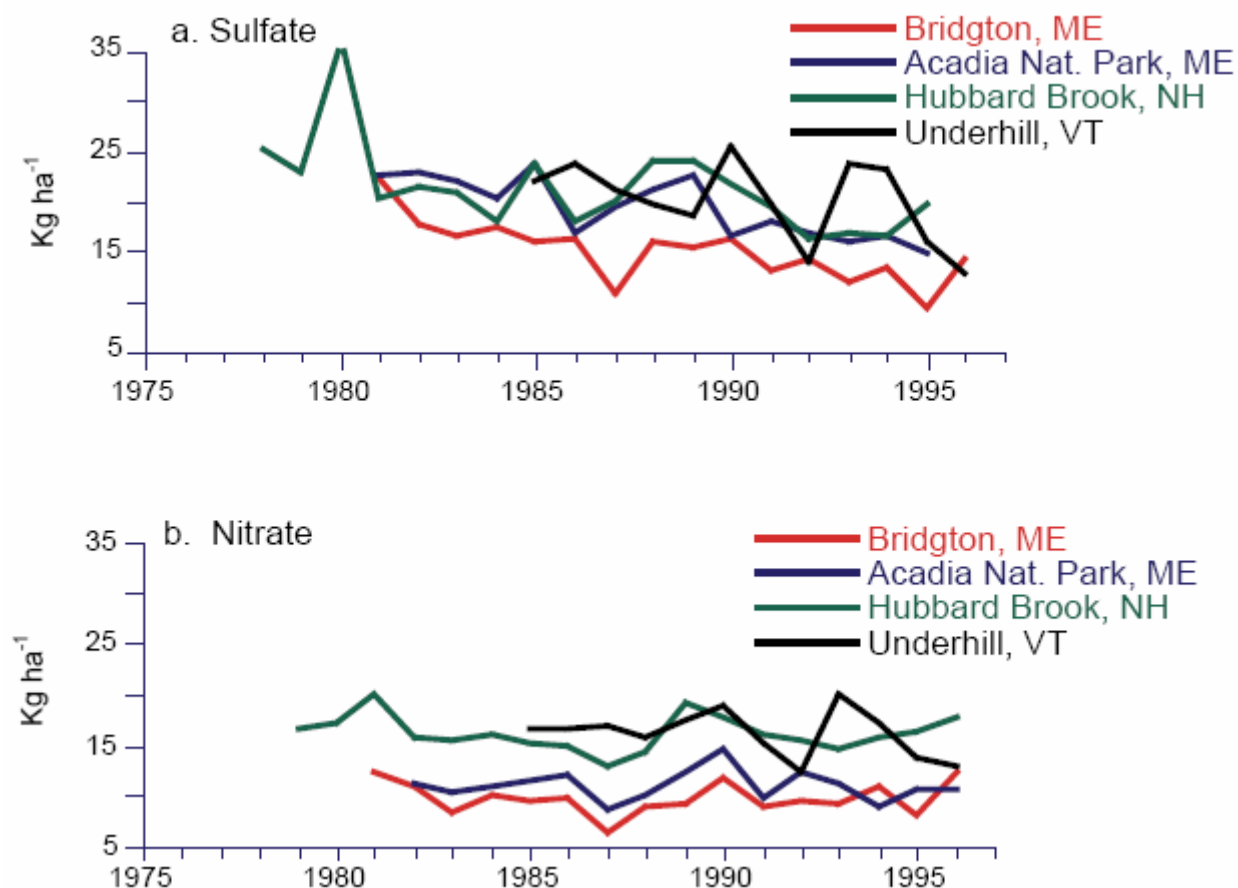 a. Sulfate
Bridgton, ME
Acadia Nat. Park, ME
Hubbard Brook, NH
Underhill, VT
35
25
15
5
Kg ha⁻¹
1975 1980 1985 1990 1995
b. Nitrate
Bridgton, ME
Acadia Nat. Park, ME
Hubbard Brook, NH
Underhill, VT
35
25
15
5
Kg ha⁻¹
1975 1980 1985 1990 1995